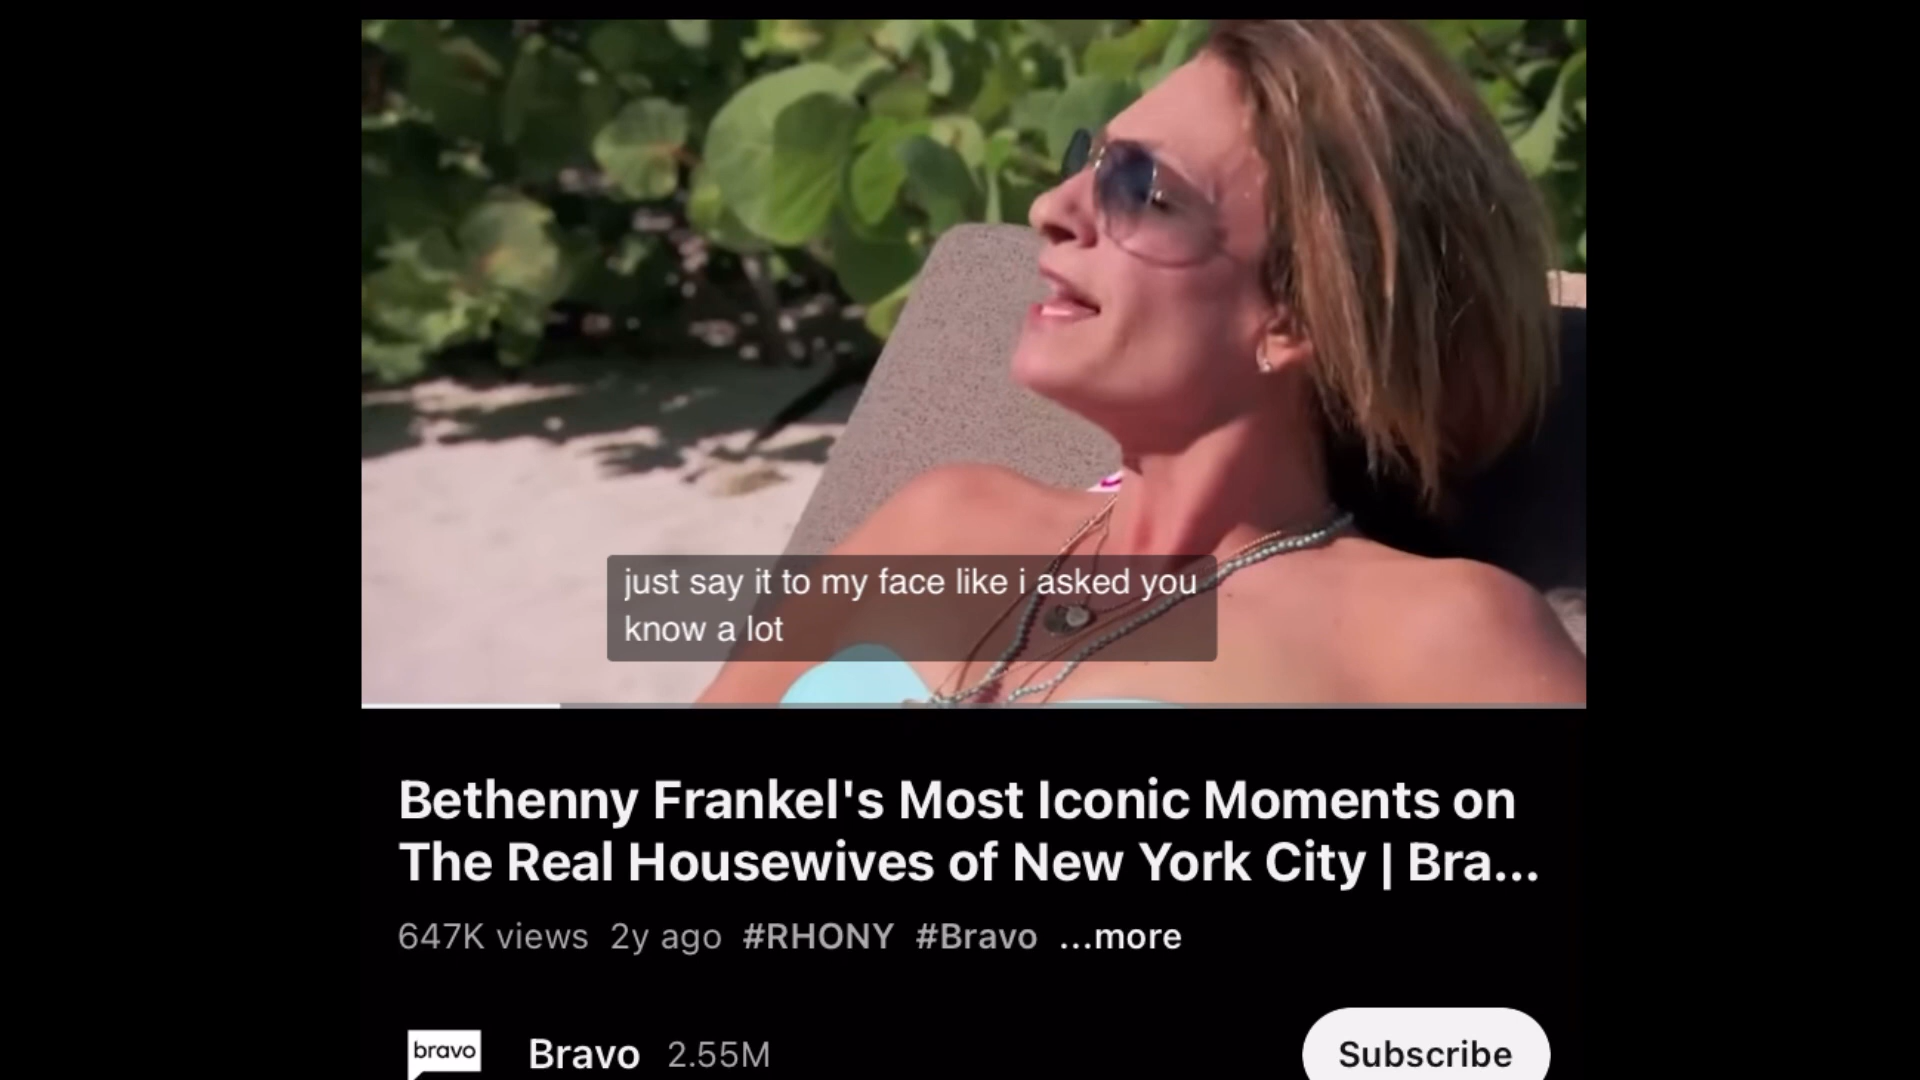 just say it to my face like i asked you
know a lot
Bethenny Frankel's Most Iconic Moments on
The Real Housewives of New York City | Bra...
647K views 2y ago #RHONY #Bravo ...more
bravo Bravo 2.55M Subscribe